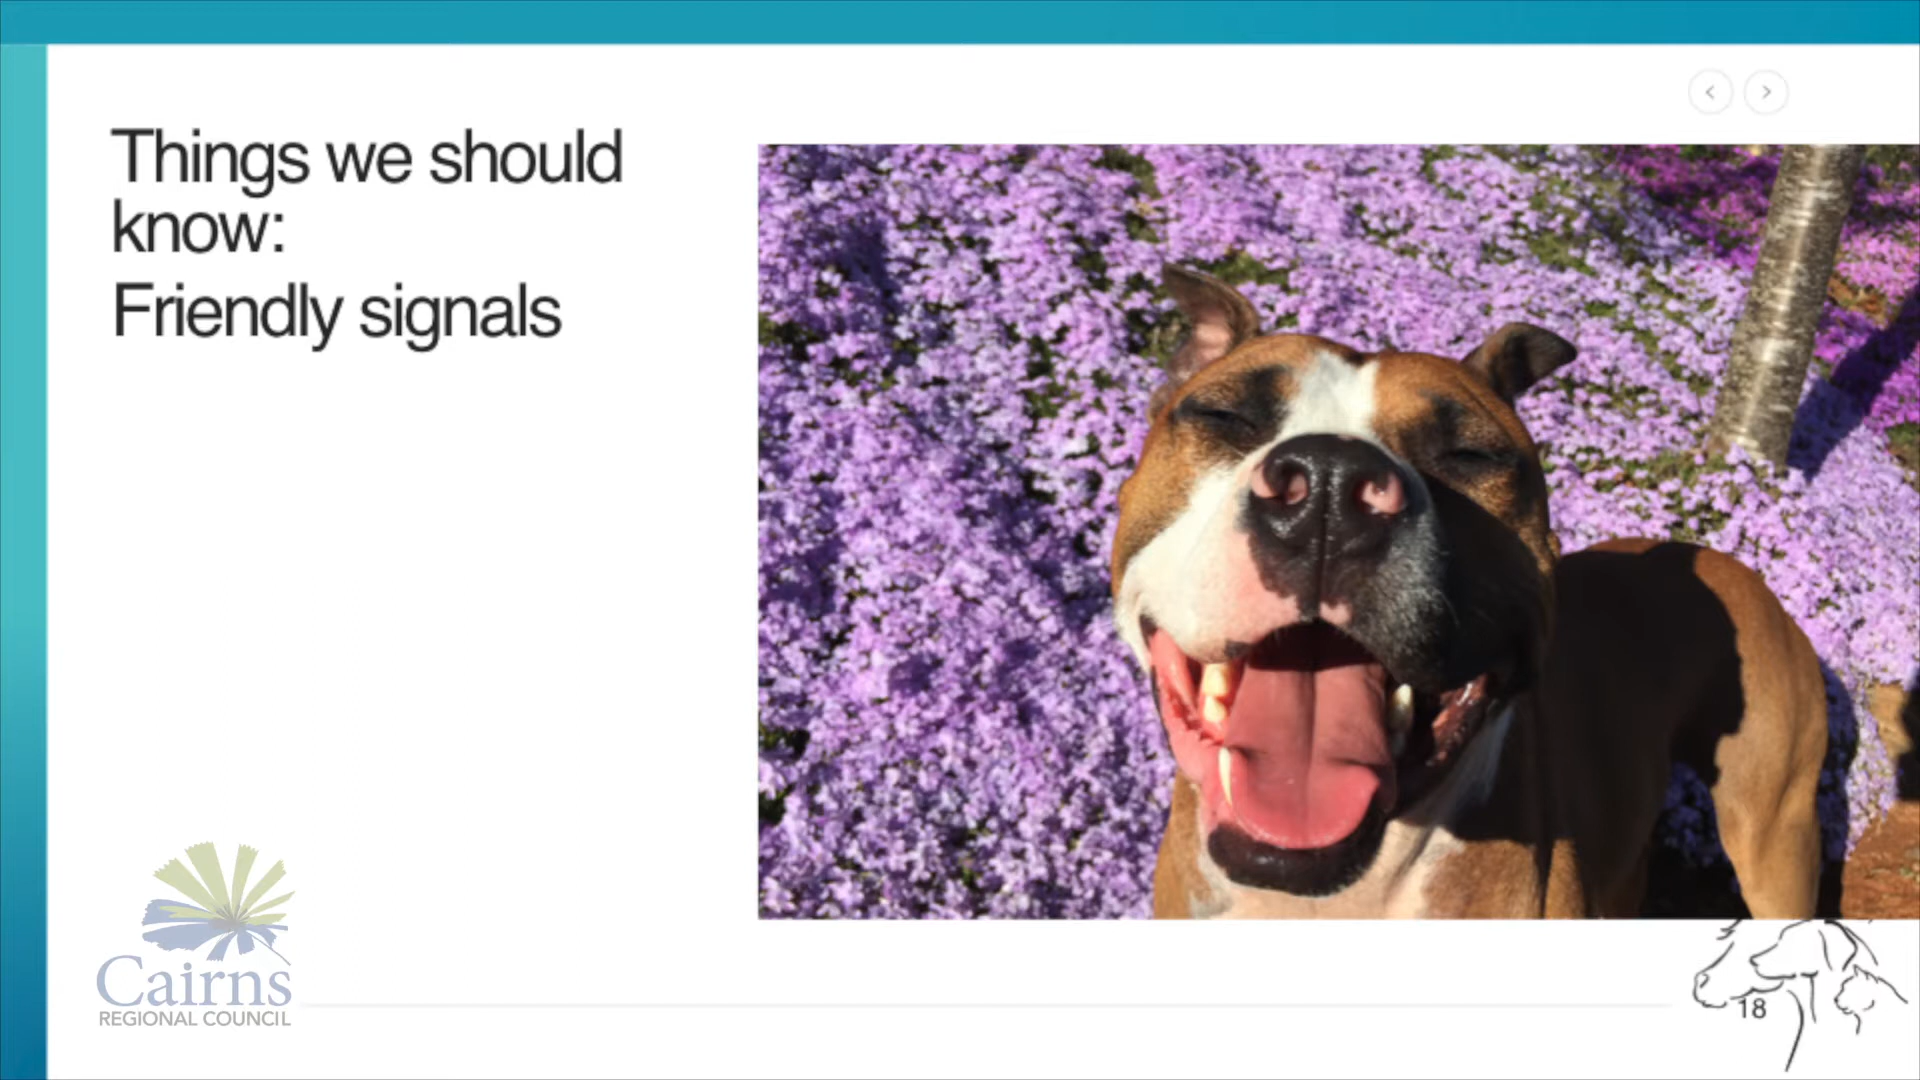 Things we should
know:
Friendly signals
Cairns
REGIONAL COUNCIL
18